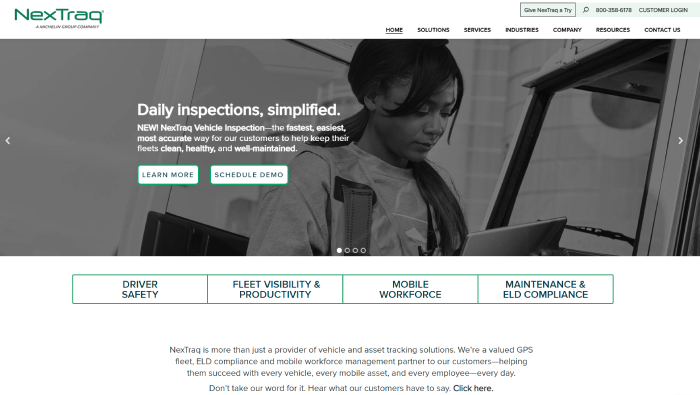 NexTraq
A MICHELIN GROUP COMPANY
Give NexTraq a Try
800-358-6178
CUSTOMER LOGIN
HOME
SOLUTIONS
SERVICES
INDUSTRIES
COMPANY
RESOURCES
CONTACT US
Daily inspections, simplified.
NEW! NexTraq Vehicle Inspection—the fastest, easiest,
most accurate way for our customers to help keep their
fleets clean, healthy, and well-maintained.
LEARN MORE
SCHEDULE DEMO
DRIVER
SAFETY
FLEET VISIBILITY &
PRODUCTIVITY
MOBILE
WORKFORCE
MAINTENANCE &
ELD COMPLIANCE
NexTraq is more than just a provider of vehicle and asset tracking solutions. We're a valued GPS
fleet, ELD compliance and mobile workforce management partner to our customers—helping
them succeed with every vehicle, every mobile asset, and every employee—every day.
Don't take our word for it. Hear what our customers have to say. Click here.